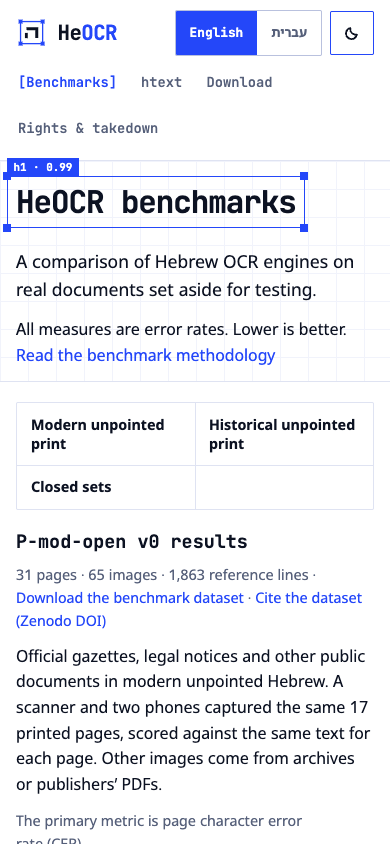 ה HeOCR
English עברית
[Benchmarks] htext Download
Rights & takedown
h1 · 0.99
HeOCR benchmarks
A comparison of Hebrew OCR engines on
real documents set aside for testing.
All measures are error rates. Lower is better.
Read the benchmark methodology
Modern unpointed print
Historical unpointed print
Closed sets
P-mod-open v0 results
31 pages · 65 images · 1,863 reference lines ·
Download the benchmark dataset · Cite the dataset
(Zenodo DOI)
Official gazettes, legal notices and other public
documents in modern unpointed Hebrew. A
scanner and two phones captured the same 17
printed pages, scored against the same text for
each page. Other images come from archives
or publishers’ PDFs.
The primary metric is page character error
rate (CER)